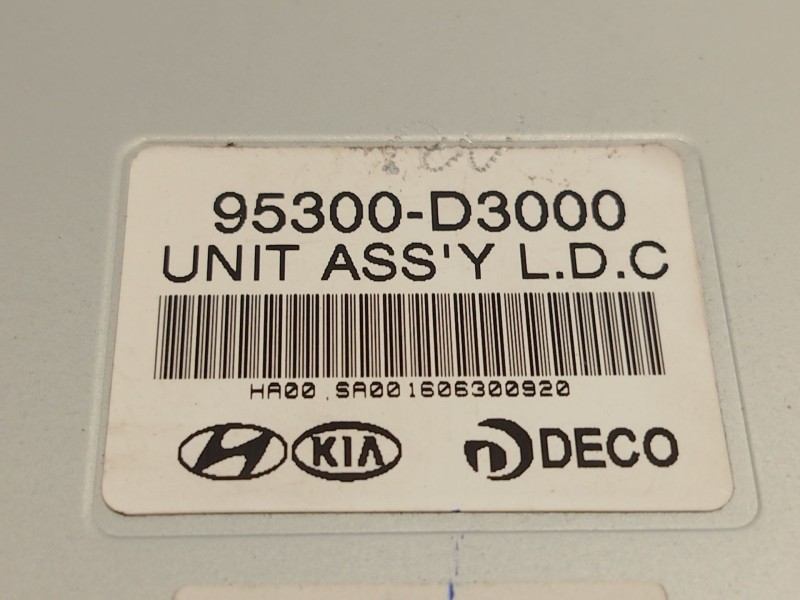 95300-D3000
UNIT ASS'Y L.D.C
HA00.SA001606300920
KIA DECO